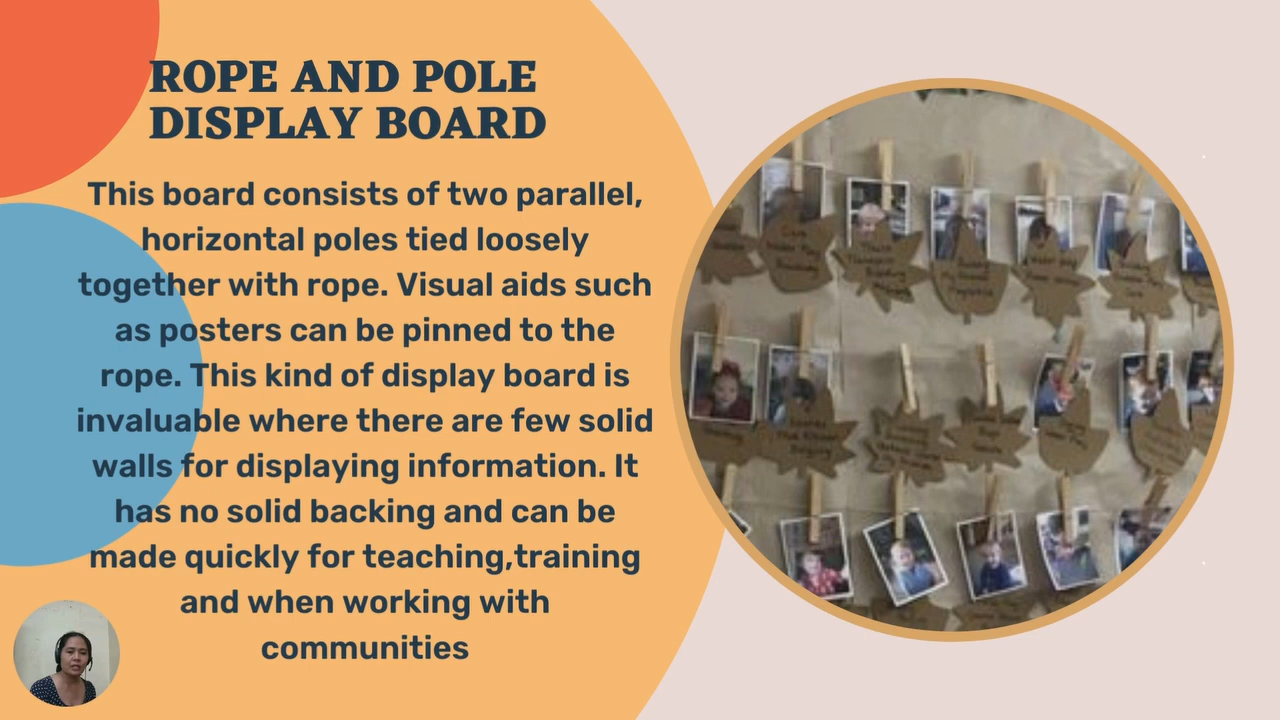 ROPE AND POLE
DISPLAY BOARD
This board consists of two parallel,
horizontal poles tied loosely
together with rope. Visual aids such
as posters can be pinned to the
rope. This kind of display board is
invaluable where there are few solid
walls for displaying information. It
has no solid backing and can be
made quickly for teaching,training
and when working with
communities